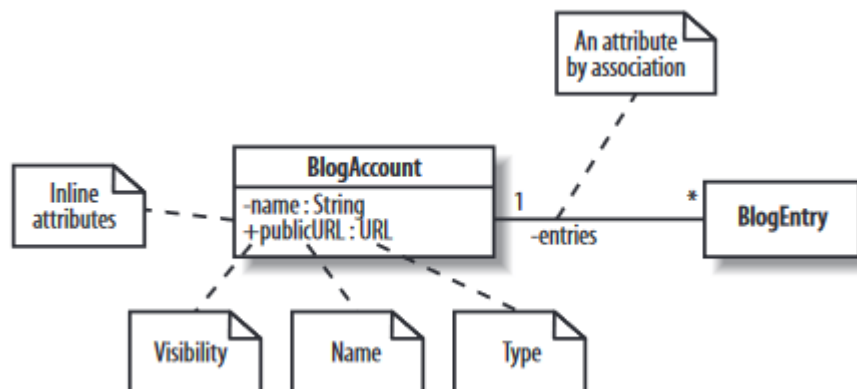 An attribute
by association
BlogAccount
Inline
attributes
-name : String
+publicURL : URL
1
*
-entries
BlogEntry
Visibility
Name
Type